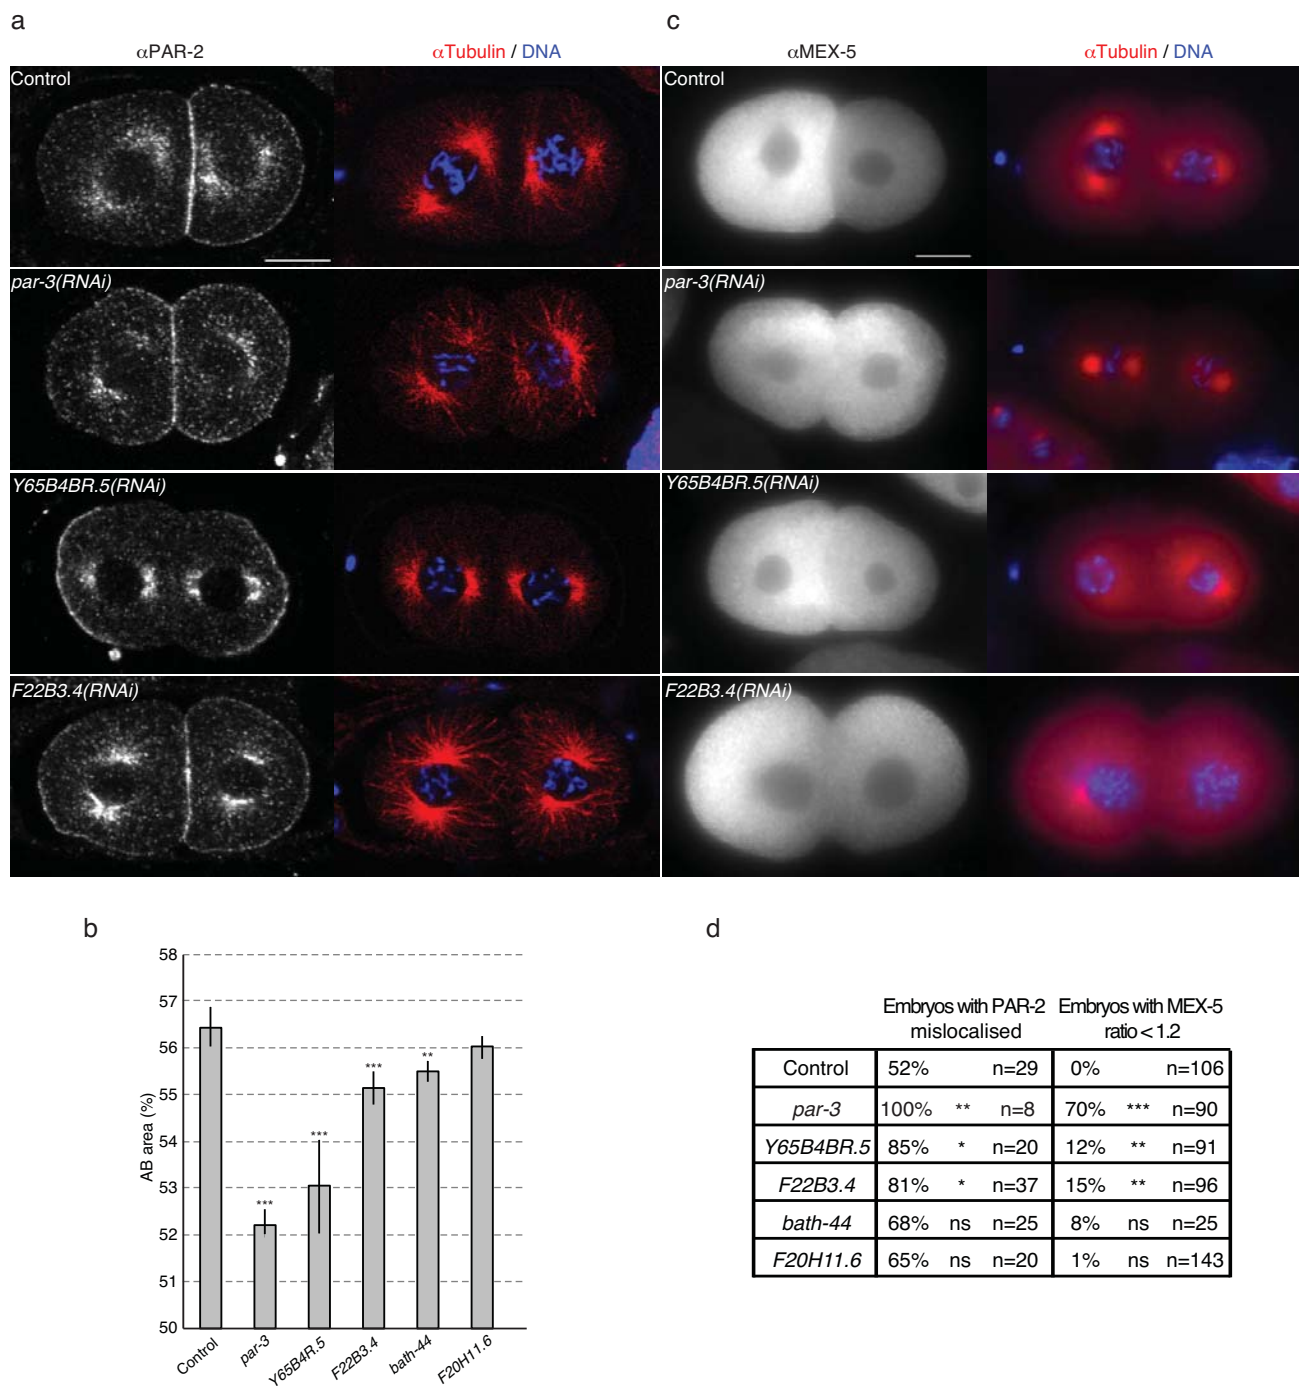 a
αPAR-2
αTubulin / DNA
Control
par-3(RNAi)
Y65B4BR.5(RNAi)
F22B3.4(RNAi)
c
αMEX-5
αTubulin / DNA
Control
par-3(RNAi)
Y65B4BR.5(RNAi)
F22B3.4(RNAi)
b
AB area (%)
58
57
56
55
54
53
52
51
50
***
***
***
**
Control
par-3
Y65B4R.5
F22B3.4
bath-44
F20H11.6
d
Embryos with PAR-2 mislocalised
Embryos with MEX-5 ratio < 1.2
Control 52% n=29 0% n=106
par-3 100% ** n=8 70% *** n=90
Y65B4BR.5 85% * n=20 12% ** n=91
F22B3.4 81% * n=37 15% ** n=96
bath-44 68% ns n=25 8% ns n=25
F20H11.6 65% ns n=20 1% ns n=143